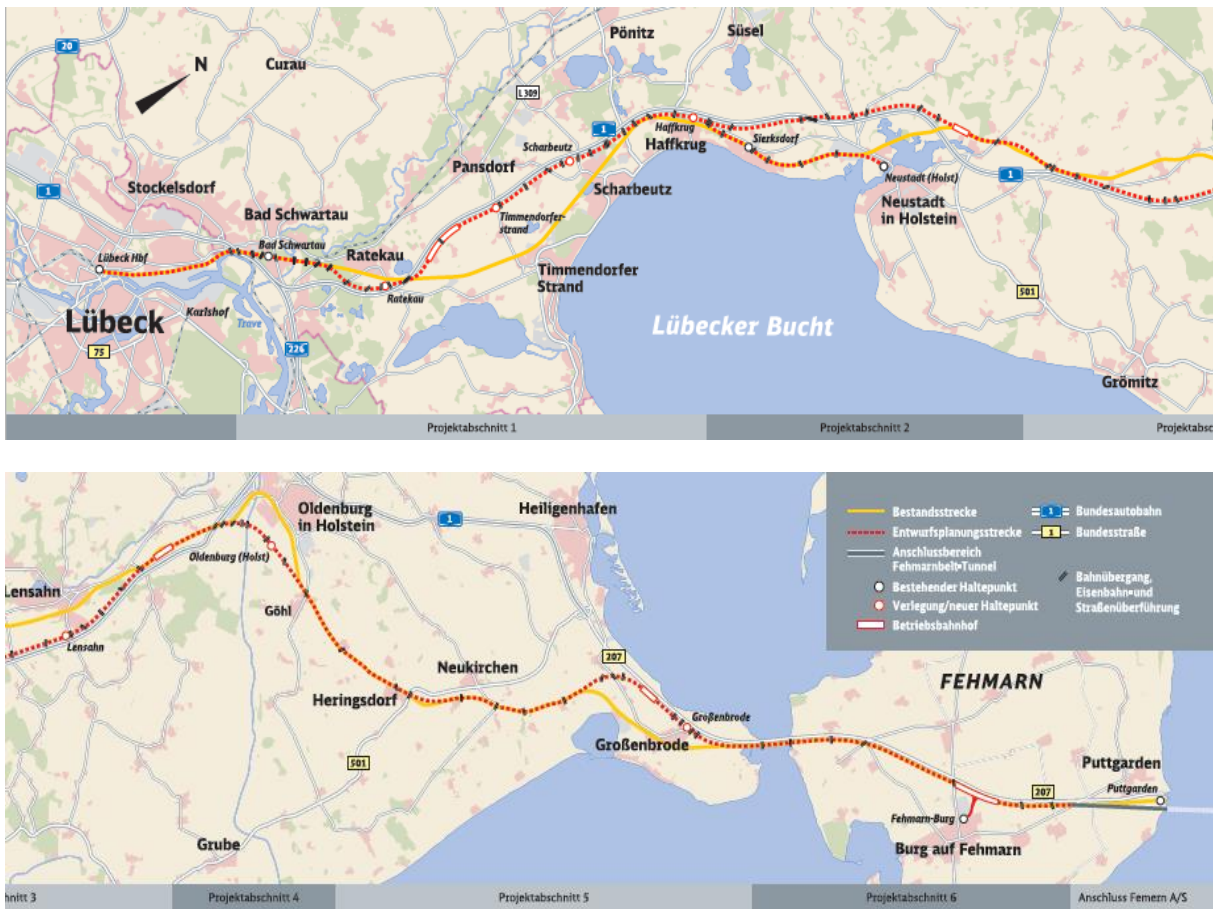 20
N
Curau
L 309
Pönitz
Süsel
1
Haffkrug
Haffkrug
Sierksdorf
Scharbeutz
Pansdorf
1
Stockelsdorf
Scharbeutz
Neustadt (Holst)
1
Neustadt
in Holstein
Bad Schwartau
Bad Schwartau
Timmendorfer-
strand
Ratekau
Ratekau
Lübeck Hbf
Timmendorfer
Strand
501
Karlshof
Trave
Lübeck
Lübecker Bucht
75
226
Grömitz
Projektabschnitt 1
Projektabschnitt 2
Projektabsc
Oldenburg
in Holstein
1
Heiligenhafen
Oldenburg (Holst)
Lensahn
Lensahn
Göhl
Bestandsstrecke
Entwurfsplanungsstrecke
Anschlussbereich
Fehmarnbelt-Tunnel
Bestehender Haltepunkt
Verlegung/neuer Haltepunkt
Betriebsbahnhof
1 Bundesautobahn
1 Bundesstraße
Bahnübergang,
Eisenbahn- und
Straßenüberführung
207
Neukirchen
Heringsdorf
FEHMARN
Großenbrode
Großenbrode
501
Puttgarden
Puttgarden
207
Fehmarn-Burg
Grube
Burg auf Fehmarn
hnitt 3
Projektabschnitt 4
Projektabschnitt 5
Projektabschnitt 6
Anschluss Femern A/S